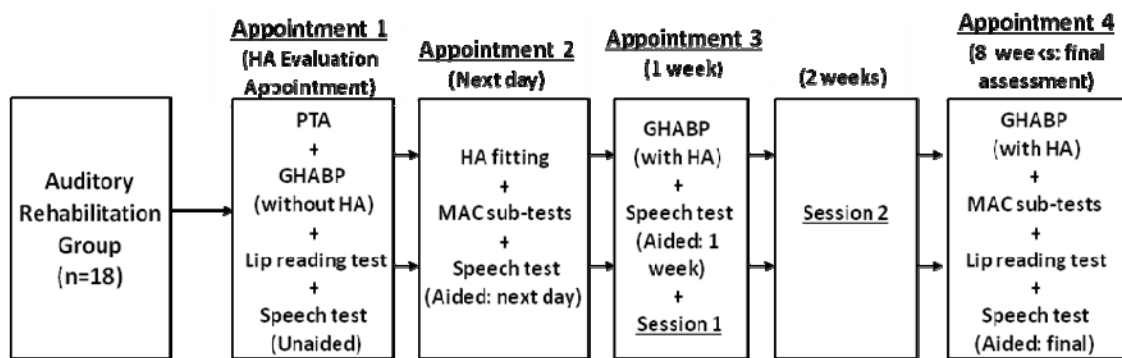 Auditory
Rehabilitation
Group
(n=18)
Appointment 1
(HA Evaluation
Appointment)
PTA
+
GHABP
(without HA)
+
Lip reading test
+
Speech test
(Unaided)
Appointment 2
(Next day)
HA fitting
+
MAC sub-tests
+
Speech test
(Aided: next day)
Appointment 3
(1 week)
GHABP
(with HA)
+
Speech test
(Aided: 1
week)
+
Session 1
(2 weeks)
Session 2
Appointment 4
(8 weeks: final
assessment)
GHABP
(with HA)
+
MAC sub-tests
+
Lip reading test
+
Speech test
(Aided: final)